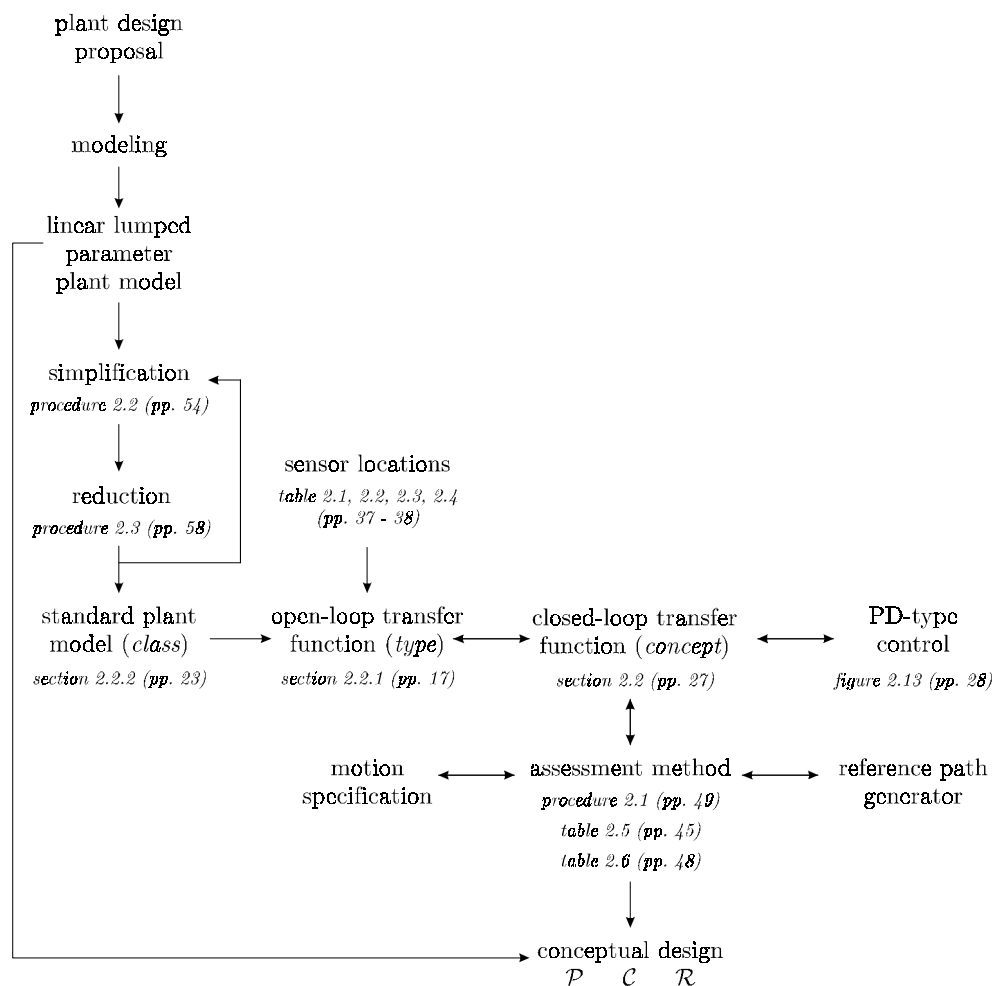 plant design
proposal
modeling
linear lumped
parameter
plant model
simplification
procedure 2.2 (pp. 54)
reduction
procedure 2.3 (pp. 58)
sensor locations
table 2.1, 2.2, 2.3, 2.4
(pp. 37 - 38)
standard plant
model (class)
section 2.2.2 (pp. 23)
open-loop transfer
function (type)
section 2.2.1 (pp. 17)
closed-loop transfer
function (concept)
section 2.2 (pp. 27)
PD-type
control
figure 2.13 (pp. 28)
motion
specification
assessment method
procedure 2.1 (pp. 49)
table 2.5 (pp. 45)
table 2.6 (pp. 48)
reference path
generator
conceptual design
P C R